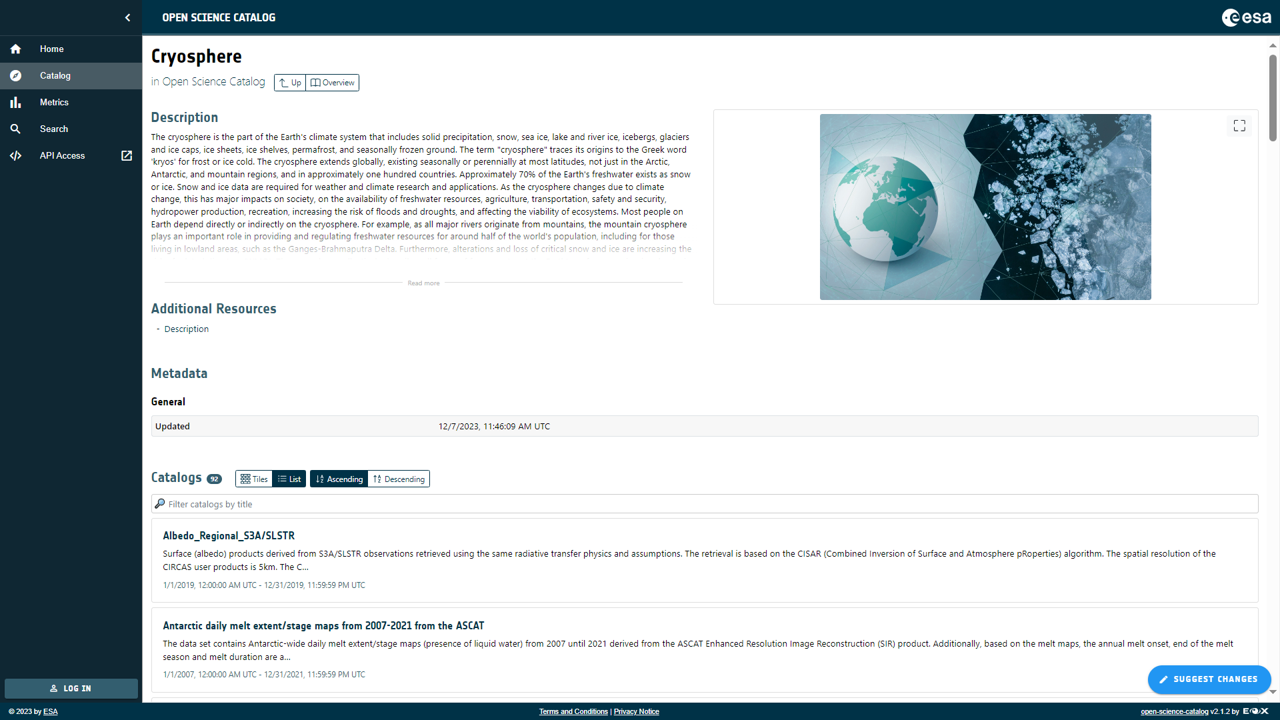 OPEN SCIENCE CATALOG
esa
Home
Catalog
Metrics
Search
API Access
Cryosphere
in Open Science Catalog Up Overview
Description
The cryosphere is the part of the Earth's climate system that includes solid precipitation, snow, sea ice, lake and river ice, icebergs, glaciers
and ice caps, ice sheets, ice shelves, permafrost, and seasonally frozen ground. The term "cryosphere" traces its origins to the Greek word
'kryos' for frost or ice cold. The cryosphere extends globally, existing seasonally or perennially at most latitudes, not just in the Arctic,
Antarctic, and mountain regions, and in approximately one hundred countries. Approximately 70% of the Earth's freshwater exists as snow
or ice. Snow and ice data are required for weather and climate research and applications. As the cryosphere changes due to climate
change, this has major impacts on society, on the availability of freshwater resources, agriculture, transportation, safety and security,
hydropower production, recreation, increasing the risk of floods and droughts, and affecting the viability of ecosystems. Most people on
Earth depend directly or indirectly on the cryosphere. For example, as all major rivers originate from mountains, the mountain cryosphere
plays an important role in providing and regulating freshwater resources for around half of the world's population, including for those
living in lowland areas, such as the Ganges-Brahmaputra Delta. Furthermore, alterations and loss of critical snow and ice are increasing the
Read more
Additional Resources
Description
Metadata
General
Updated 12/7/2023, 11:46:09 AM UTC
Catalogs 92 Tiles List Ascending Descending
Filter catalogs by title
Albedo_Regional_S3A/SLSTR
Surface (albedo) products derived from S3A/SLSTR observations retrieved using the same radiative transfer physics and assumptions. The retrieval is based on the CISAR (Combined Inversion of Surface and Atmosphere pRoperties) algorithm. The spatial resolution of the
CIRCAS user products is 5km. The C...
1/1/2019, 12:00:00 AM UTC - 12/31/2019, 11:59:59 PM UTC
Antarctic daily melt extent/stage maps from 2007-2021 from the ASCAT
The data set contains Antarctic-wide daily melt extent/stage maps (presence of liquid water) from 2007 until 2021 derived from the ASCAT Enhanced Resolution Image Reconstruction (SIR) product. Additionally, based on the melt maps, the annual melt onset, end of the melt
season and melt duration are a...
1/1/2007, 12:00:00 AM UTC - 12/31/2021, 11:59:59 PM UTC
SUGGEST CHANGES
LOG IN
© 2023 by ESA
Terms and Conditions | Privacy Notice
open-science-catalog v2.1.2 by EOX